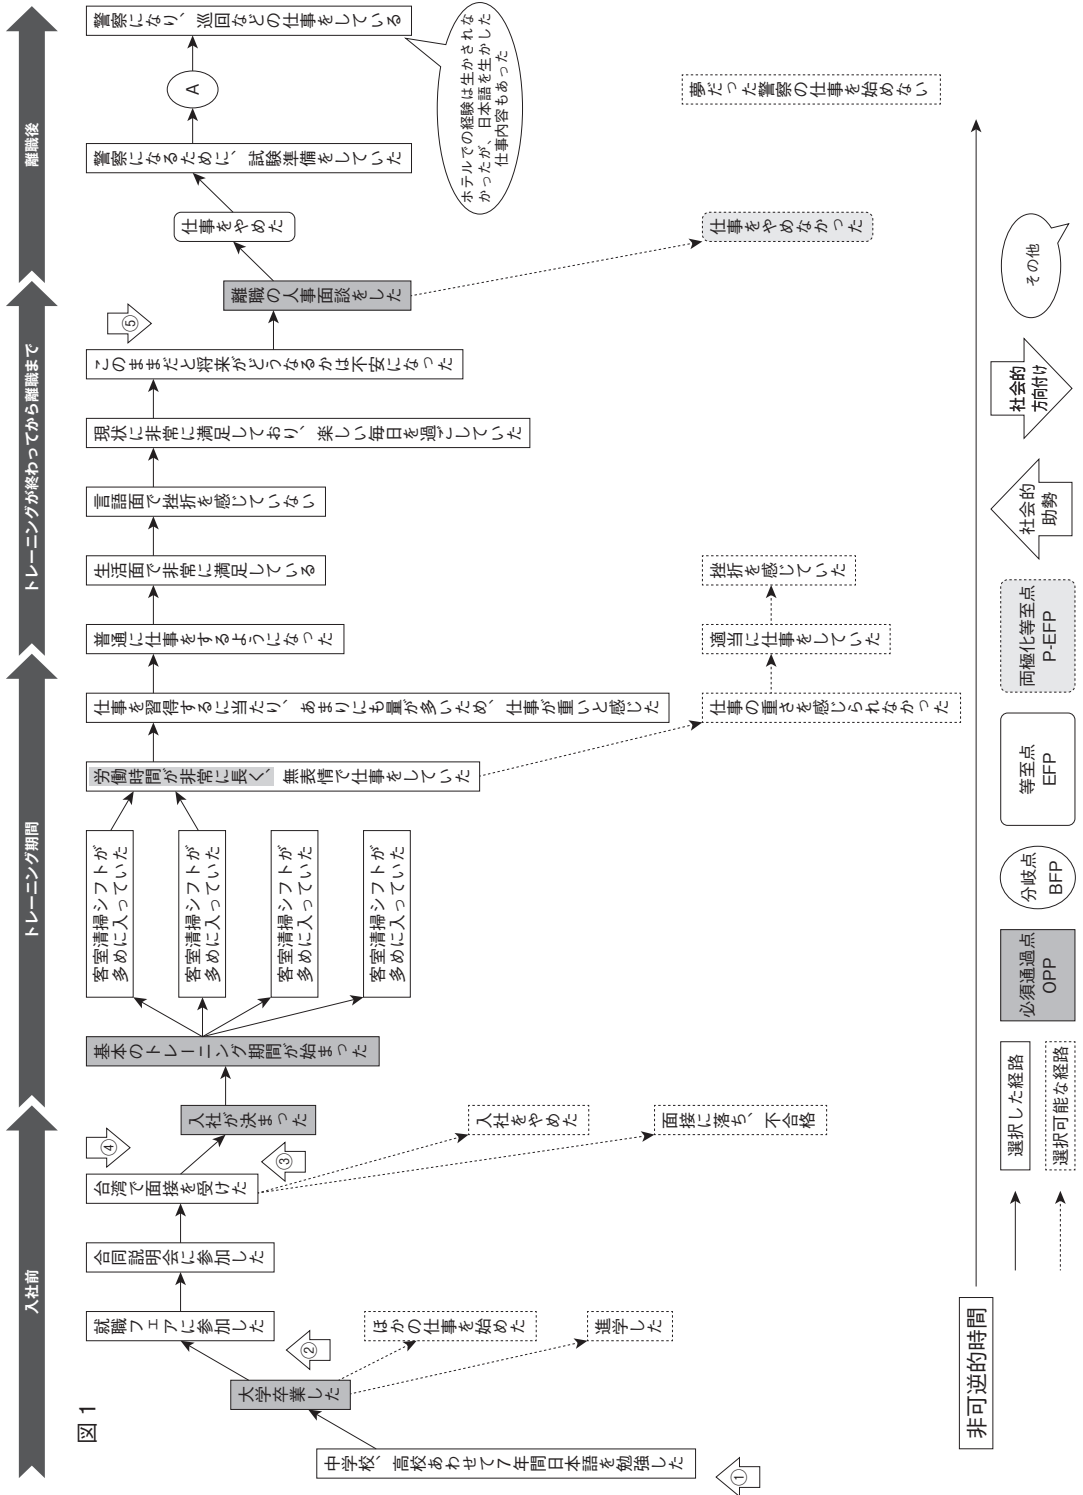 図1
入社前
トレーニング期間
トレーニングが終わってから離職まで
離職後
中学校、高校あわせて7年間日本語を勉強した
①
大学卒業した
②
ほかの仕事を始めた
進学した
就職フェアに参加した
合同説明会に参加した
台湾で面接を受けた
③
④
入社をやめた
面接に落ち、不合格
入社が決まった
基本のトレーニング期間が始まった
客室清掃シフトが
多めに入っていた
客室清掃シフトが
多めに入っていた
客室清掃シフトが
多めに入っていた
客室清掃シフトが
多めに入っていた
労働時間が非常に長く、無表情で仕事をしていた
仕事を習得するに当たり、あまりにも量が多いため、仕事が重いと感じた
仕事の重さを感じられなかった
普通に仕事をするようになった
適当に仕事をしていた
生活面で非常に満足している
挫折を感じていた
言語面で挫折を感じていない
現状に非常に満足しており、楽しい毎日を過ごしていた
このままだと将来がどうなるかは不安になった
⑤
離職の人事面談をした
仕事をやめた
仕事をやめなかった
警察になるために、試験準備をしていた
A
警察になり、巡回などの仕事をしている
ホテルでの経験は生かされな
かったが、日本語を生かした
仕事内容もあった
夢だった警察の仕事を始めない
非可逆的時間
選択した経路
選択可能な経路
必須通過点
OPP
分岐点
BFP
等至点
EFP
両極化等至点
P-EFP
社会的
助勢
社会的
方向付け
その他